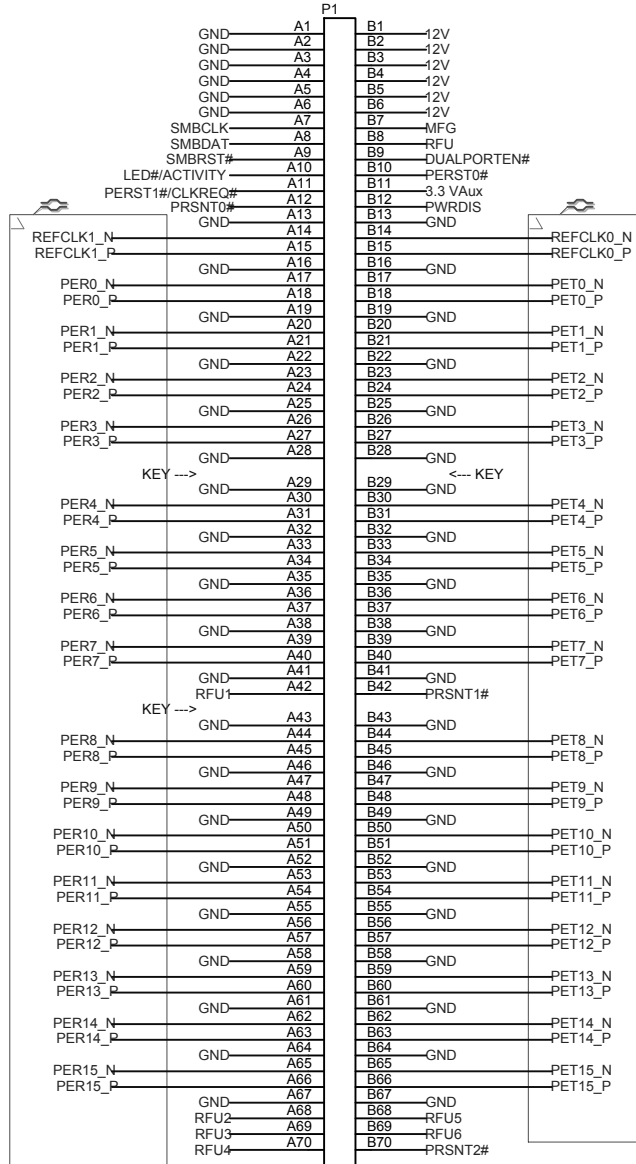 P1
GND A1 B1 12V
GND A2 B2 12V
GND A3 B3 12V
GND A4 B4 12V
GND A5 B5 12V
GND A6 B6 12V
SMBCLK A7 B7 MFG
SMBDAT A8 B8 RFU
SMBRST# A9 B9 DUALPORTEN#
LED#/ACTIVITY A10 B10 PERST0#
PERST1#/CLKREQ# A11 B11 3.3 VAux
PRSNT0# A12 B12 PWRDIS
GND A13 B13 GND
REFCLK1_N A14 B14 REFCLK0_N
REFCLK1_P A15 B15 REFCLK0_P
GND A16 B16 GND
PER0_N A17 B17 PET0_N
PER0_P A18 B18 PET0_P
GND A19 B19 GND
PER1_N A20 B20 PET1_N
PER1_P A21 B21 PET1_P
GND A22 B22 GND
PER2_N A23 B23 PET2_N
PER2_P A24 B24 PET2_P
GND A25 B25 GND
PER3_N A26 B26 PET3_N
PER3_P A27 B27 PET3_P
GND A28 B28 GND
KEY ---> <--- KEY
GND A29 B29 GND
PER4_N A30 B30 PET4_N
PER4_P A31 B31 PET4_P
GND A32 B32 GND
PER5_N A33 B33 PET5_N
PER5_P A34 B34 PET5_P
GND A35 B35 GND
PER6_N A36 B36 PET6_N
PER6_P A37 B37 PET6_P
GND A38 B38 GND
PER7_N A39 B39 PET7_N
PER7_P A40 B40 PET7_P
GND A41 B41 GND
RFU1 A42 B42 PRSNT1#
KEY --->
GND A43 B43 GND
PER8_N A44 B44 PET8_N
PER8_P A45 B45 PET8_P
GND A46 B46 GND
PER9_N A47 B47 PET9_N
PER9_P A48 B48 PET9_P
GND A49 B49 GND
PER10_N A50 B50 PET10_N
PER10_P A51 B51 PET10_P
GND A52 B52 GND
PER11_N A53 B53 PET11_N
PER11_P A54 B54 PET11_P
GND A55 B55 GND
PER12_N A56 B56 PET12_N
PER12_P A57 B57 PET12_P
GND A58 B58 GND
PER13_N A59 B59 PET13_N
PER13_P A60 B60 PET13_P
GND A61 B61 GND
PER14_N A62 B62 PET14_N
PER14_P A63 B63 PET14_P
GND A64 B64 GND
PER15_N A65 B65 PET15_N
PER15_P A66 B66 PET15_P
GND A67 B67 GND
RFU2 A68 B68 RFU5
RFU3 A69 B69 RFU6
RFU4 A70 B70 PRSNT2#